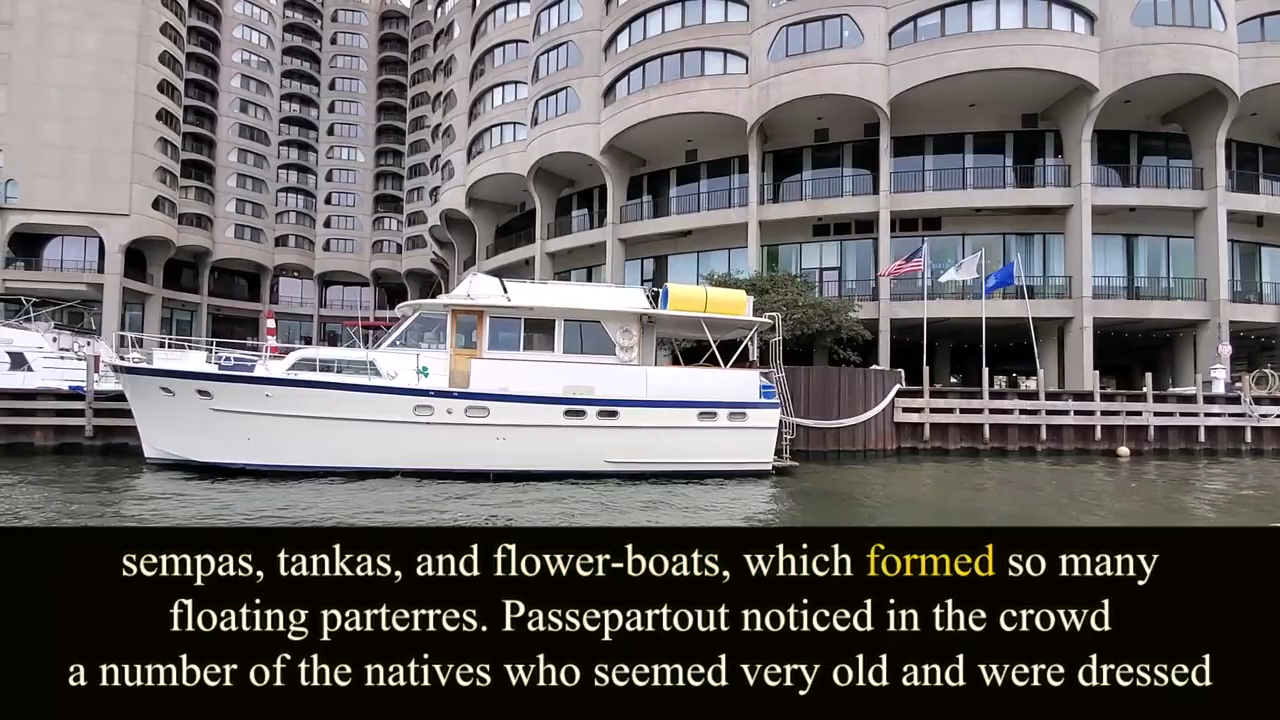 sempas, tankas, and flower-boats, which formed so many
floating parterres. Passepartout noticed in the crowd
a number of the natives who seemed very old and were dressed